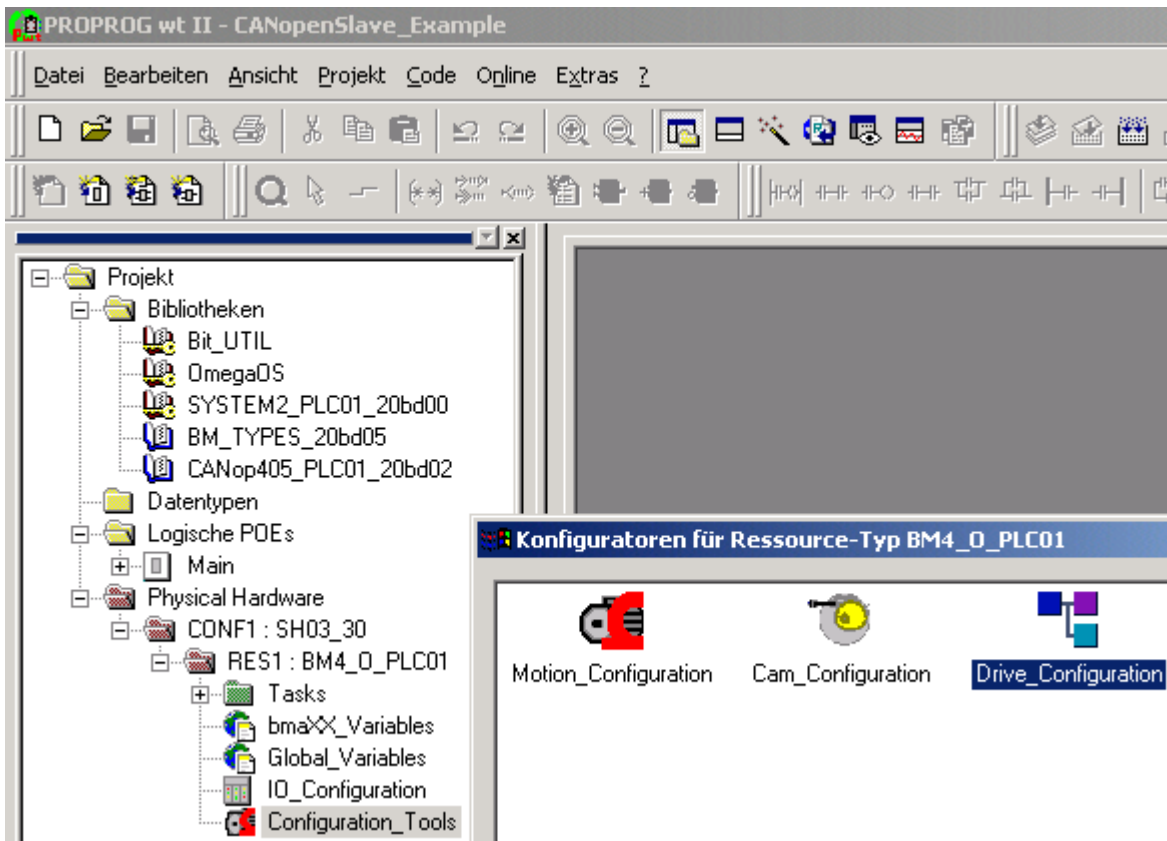 PROPROG wt II - CANopenSlave_Example
Datei Bearbeiten Ansicht Projekt Code Online Extras ?
Projekt
Bibliotheken
Bit_UTIL
OmegaOS
SYSTEM2_PLC01_20bd00
BM_TYPES_20bd05
CANop405_PLC01_20bd02
Datentypen
Logische POEs
Main
Physical Hardware
CONF1 : SH03_30
RES1 : BM4_O_PLC01
Tasks
bmaXX_Variables
Global_Variables
IO_Configuration
Configuration_Tools
Konfiguratoren für Ressource-Typ BM4_O_PLC01
Motion_Configuration Cam_Configuration Drive_Configuration